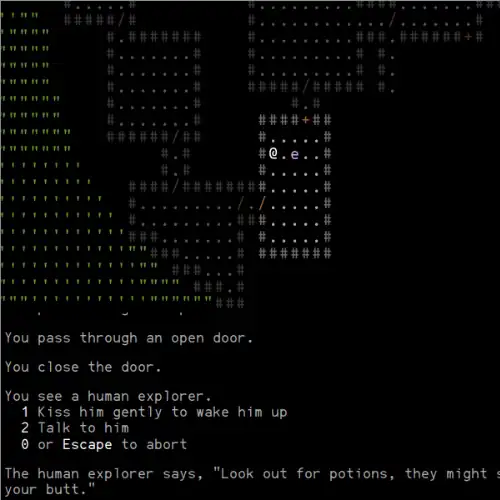 You pass through an open door.
You close the door.
You see a human explorer.
1 Kiss him gently to wake him up
2 Talk to him
0 or Escape to abort
The human explorer says, "Look out for potions, they might
your butt."